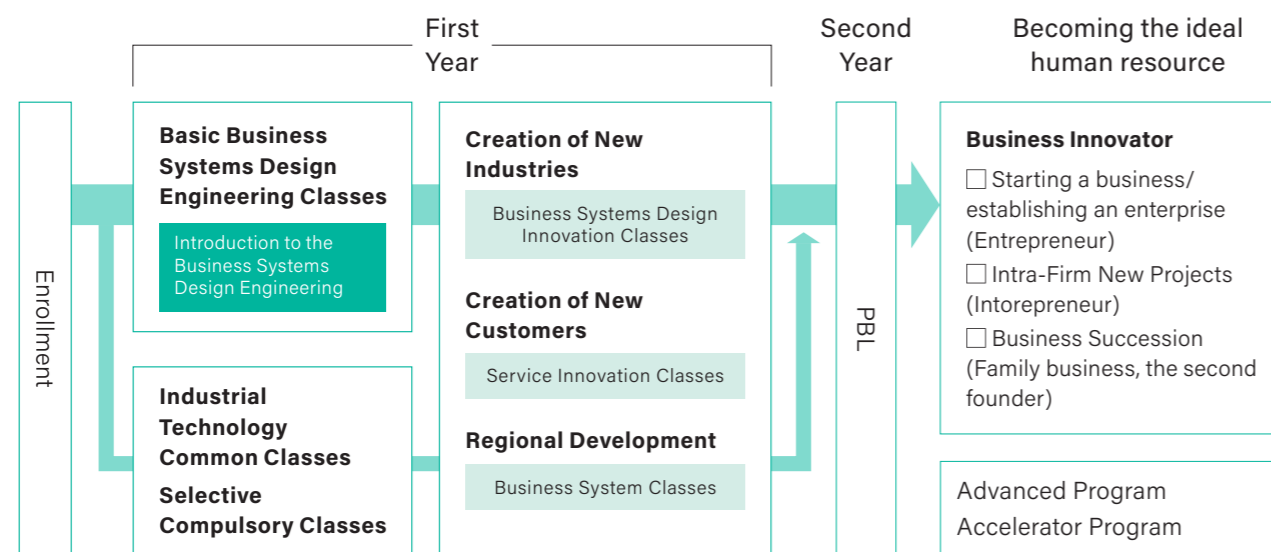 First
Year
Second
Year
Becoming the ideal
human resource
Enrollment
Basic Business
Systems Design
Engineering Classes
Introduction to the
Business Systems
Design Engineering
Industrial
Technology
Common Classes
Selective
Compulsory Classes
Creation of New
Industries
Business Systems Design
Innovation Classes
Creation of New
Customers
Service Innovation Classes
Regional Development
Business System Classes
PBL
Business Innovator
□ Starting a business/
establishing an enterprise
(Entrepreneur)
□ Intra-Firm New Projects
(Intorepreneur)
□ Business Succession
(Family business, the second
founder)
Advanced Program
Accelerator Program